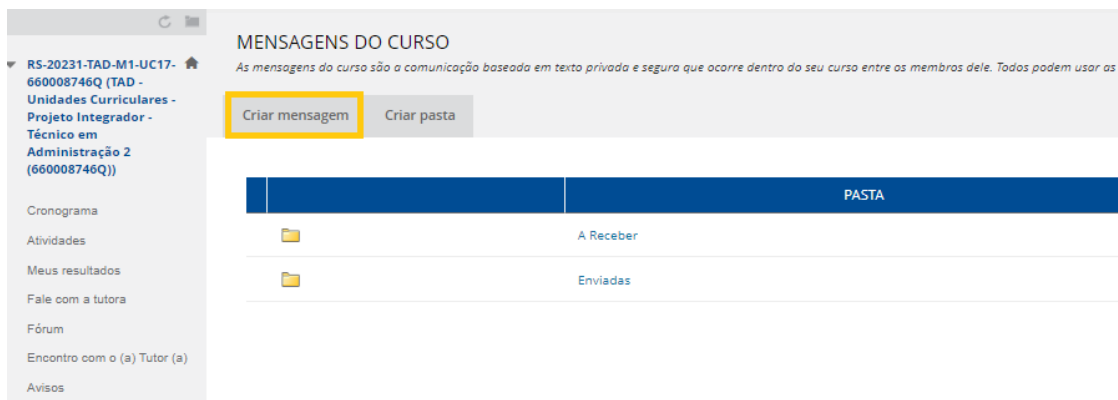 RS-20231-TAD-M1-UC17-
660008746Q (TAD -
Unidades Curriculares -
Projeto Integrador -
Técnico em
Administração 2
(660008746Q))
Cronograma
Atividades
Meus resultados
Fale com a tutora
Fórum
Encontro com o (a) Tutor (a)
Avisos
MENSAGENS DO CURSO
As mensagens do curso são a comunicação baseada em texto privada e segura que ocorre dentro do seu curso entre os membros dele. Todos podem usar as
Criar mensagem
Criar pasta
PASTA
A Receber
Enviadas